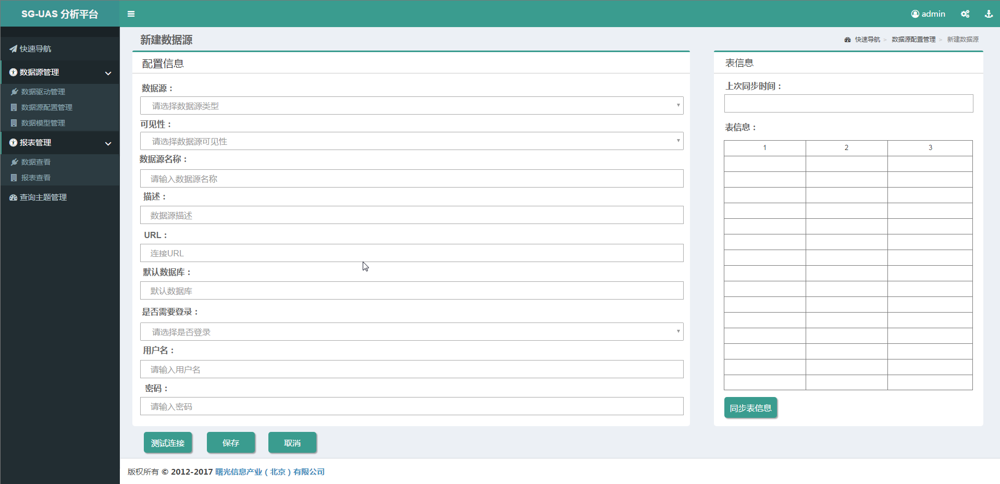 SG-UAS 分析平台
admin
快速导航
数据源管理
数据驱动管理
数据源配置管理
数据模型管理
报表管理
数据查看
报表查看
查询主题管理
新建数据源
快速导航 > 数据源配置管理 > 新建数据源
配置信息
数据源：
请选择数据源类型
可见性：
请选择数据源可见性
数据源名称：
请输入数据源名称
描述：
数据源描述
URL：
连接URL
默认数据库：
默认数据库
是否需要登录：
请选择是否登录
用户名：
请输入用户名
密码：
请输入密码
测试连接 保存 取消
表信息
上次同步时间：
表信息：
1 2 3
同步表信息
版权所有 © 2012-2017 曙光信息产业（北京）有限公司